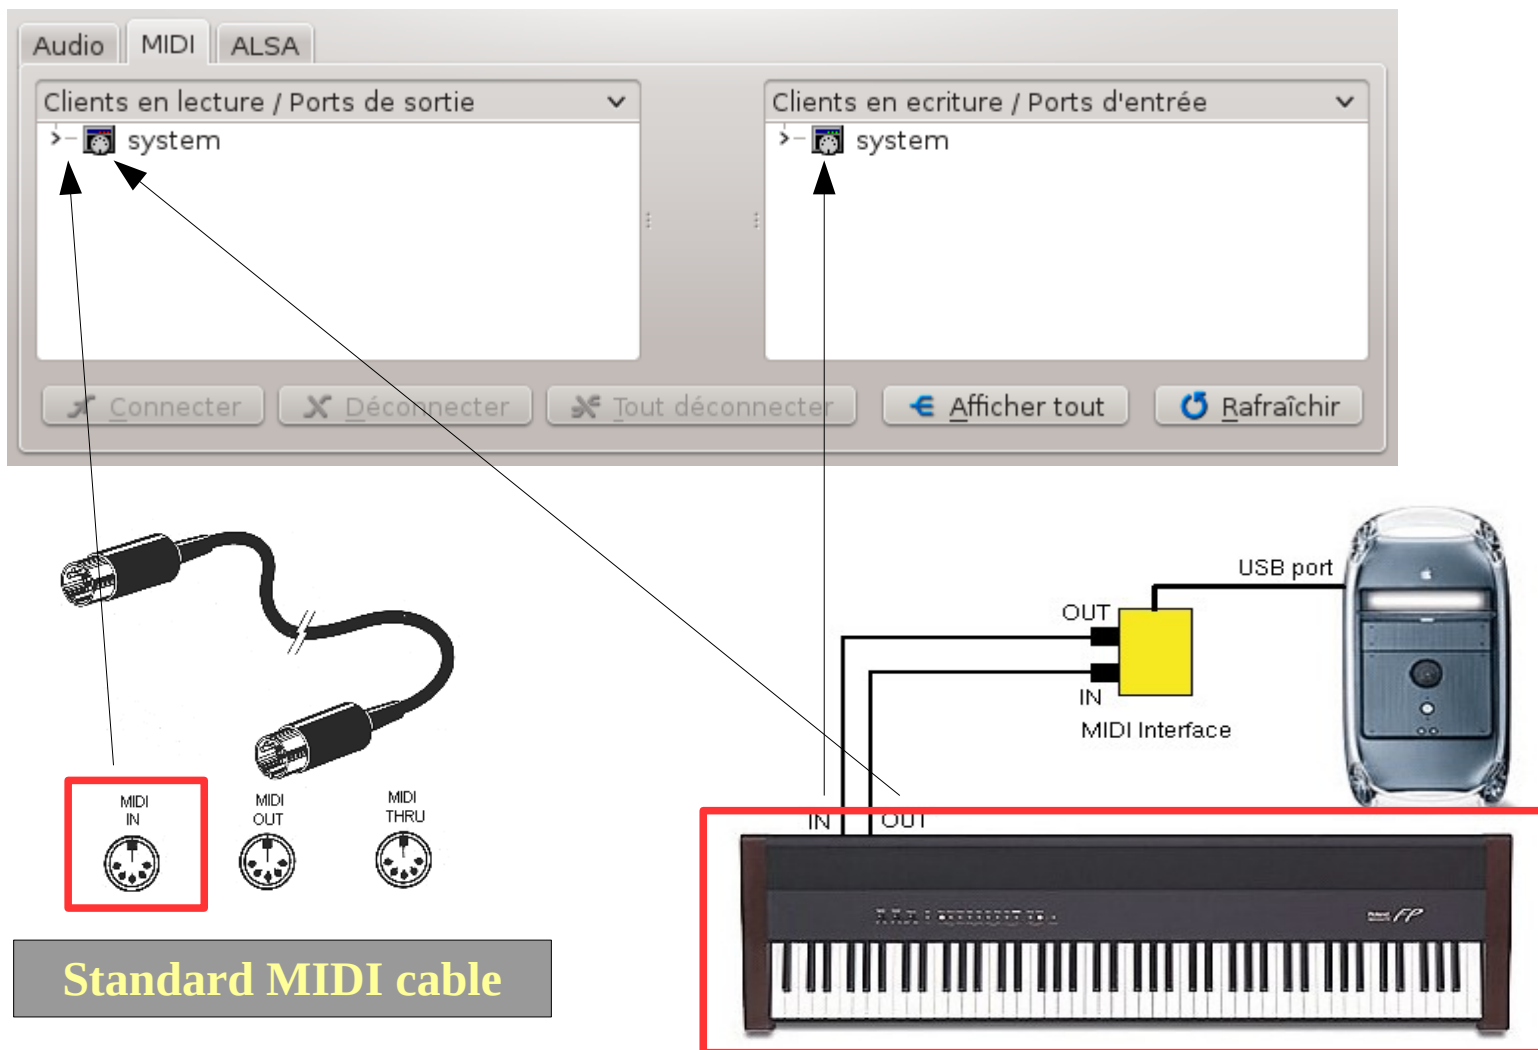 Audio
MIDI
ALSA
Clients en lecture / Ports de sortie
Clients en ecriture / Ports d'entrée
system
system
Connecter
Déconnecter
Tout déconnecter
Afficher tout
Rafraîchir
USB port
OUT
IN
MIDI Interface
MIDI
IN
MIDI
OUT
MIDI
THRU
IN
OUT
FP
Standard MIDI cable